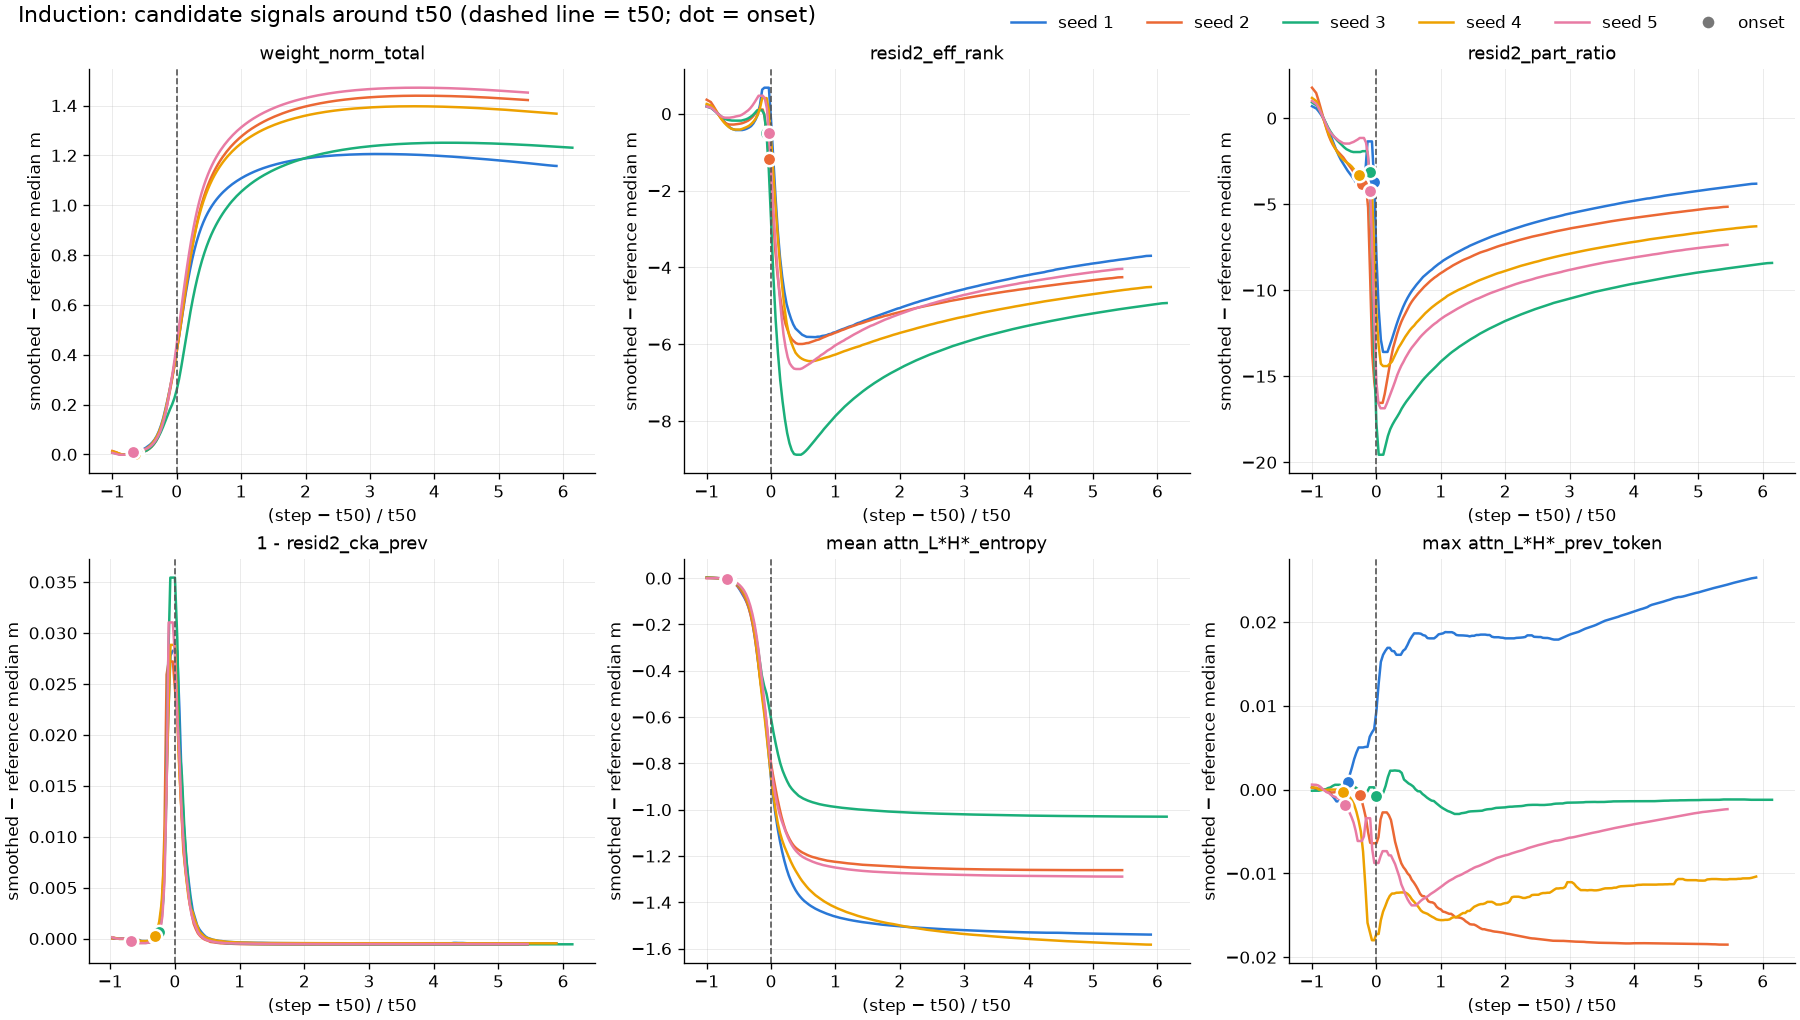 Induction: candidate signals around t50 (dashed line = t50; dot = onset)
seed 1 seed 2 seed 3 seed 4 seed 5 onset
weight_norm_total
smoothed − reference median m
1.4
1.2
1.0
0.8
0.6
0.4
0.2
0.0
−1 0 1 2 3 4 5 6
(step − t50) / t50
resid2_eff_rank
smoothed − reference median m
0
−2
−4
−6
−8
−1 0 1 2 3 4 5 6
(step − t50) / t50
resid2_part_ratio
smoothed − reference median m
0
−5
−10
−15
−20
−1 0 1 2 3 4 5 6
(step − t50) / t50
1 - resid2_cka_prev
smoothed − reference median m
0.035
0.030
0.025
0.020
0.015
0.010
0.005
0.000
−1 0 1 2 3 4 5 6
(step − t50) / t50
mean attn_L*H*_entropy
smoothed − reference median m
0.0
−0.2
−0.4
−0.6
−0.8
−1.0
−1.2
−1.4
−1.6
−1 0 1 2 3 4 5 6
(step − t50) / t50
max attn_L*H*_prev_token
smoothed − reference median m
0.02
0.01
0.00
−0.01
−0.02
−1 0 1 2 3 4 5 6
(step − t50) / t50